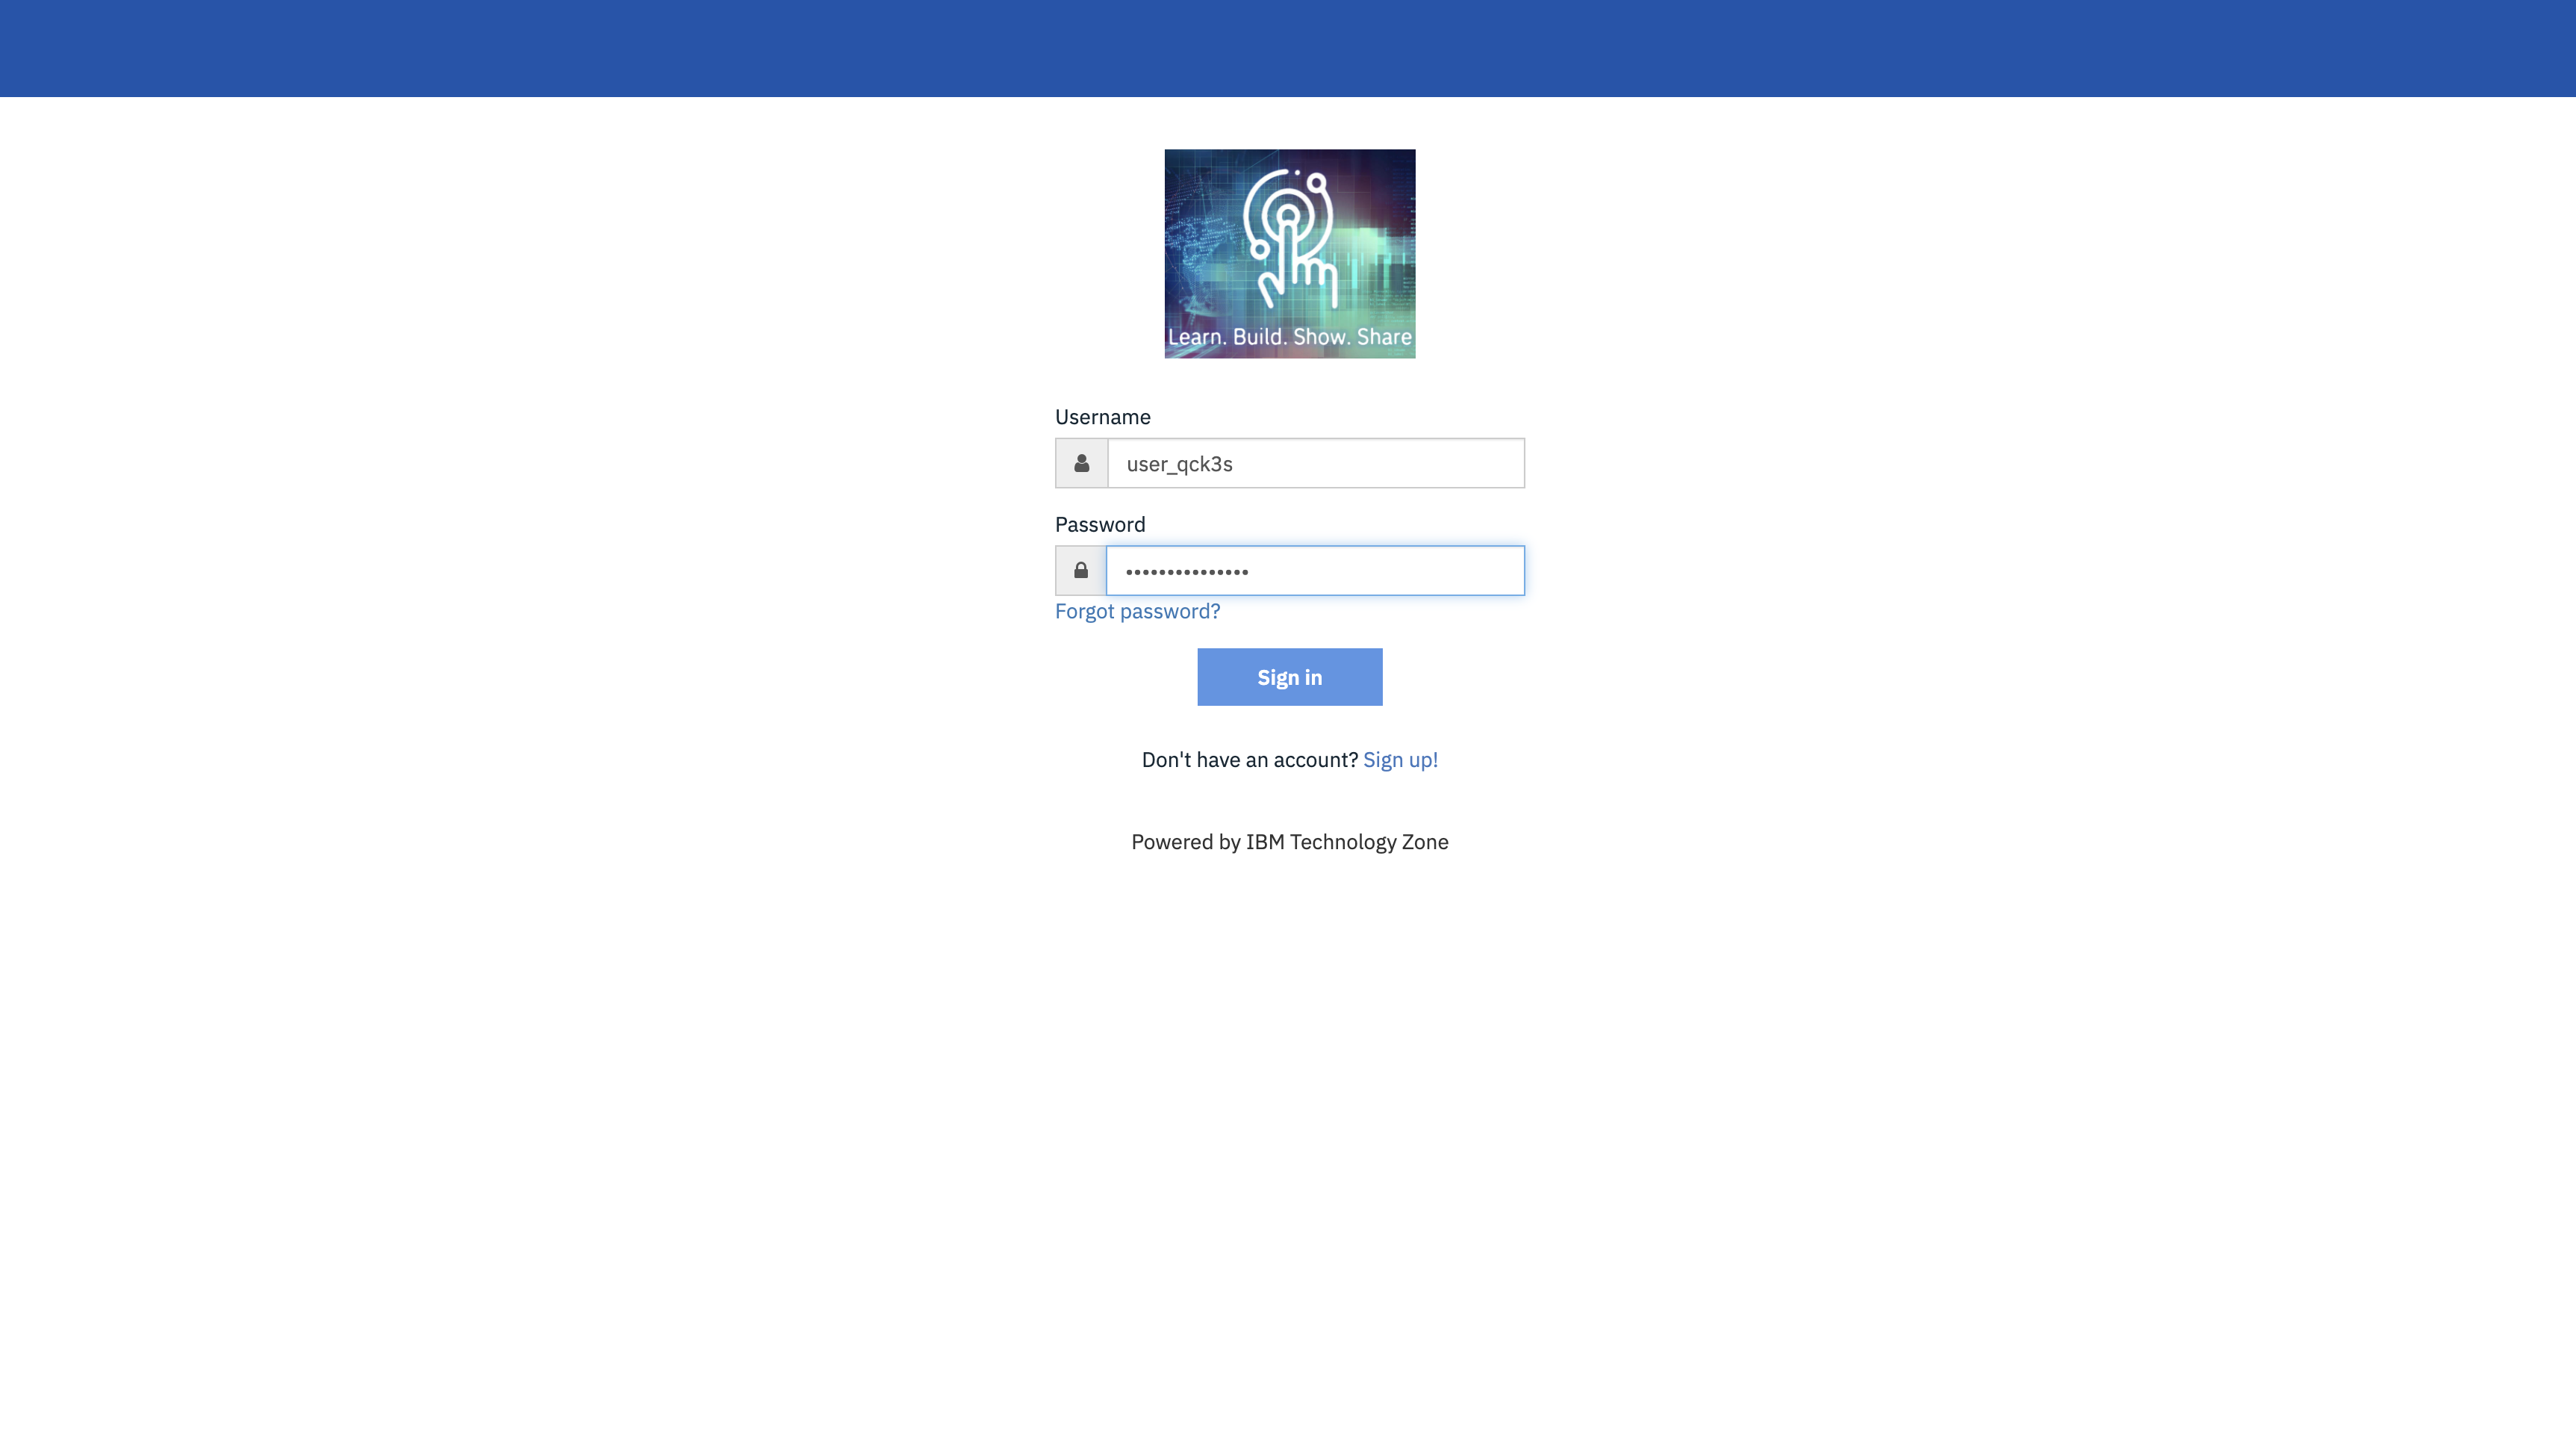 Learn. Build. Show. Share
Username
user_qck3s
Password
•••••••••••••••
Forgot password?
Sign in
Don't have an account? Sign up!
Powered by IBM Technology Zone